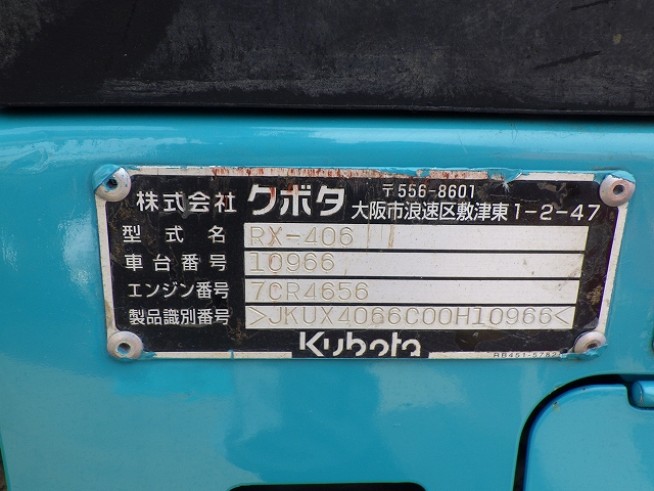 株式会社 クボタ 〒556-8601
大阪市浪速区敷津東1-2-47
型式名 RX-406
車台番号 10966
エンジン番号 7CR4656
製品識別番号 >JKUX4066C00H10966<
Kubota